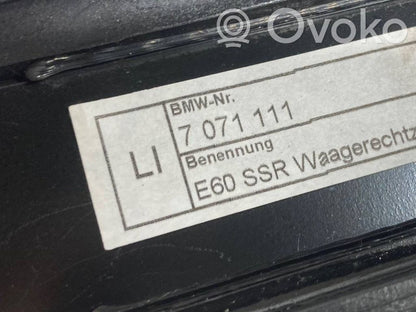 Ovoko
BMW-Nr.
7 071 111
LI
Benennung
E60 SSR Waagerechtz